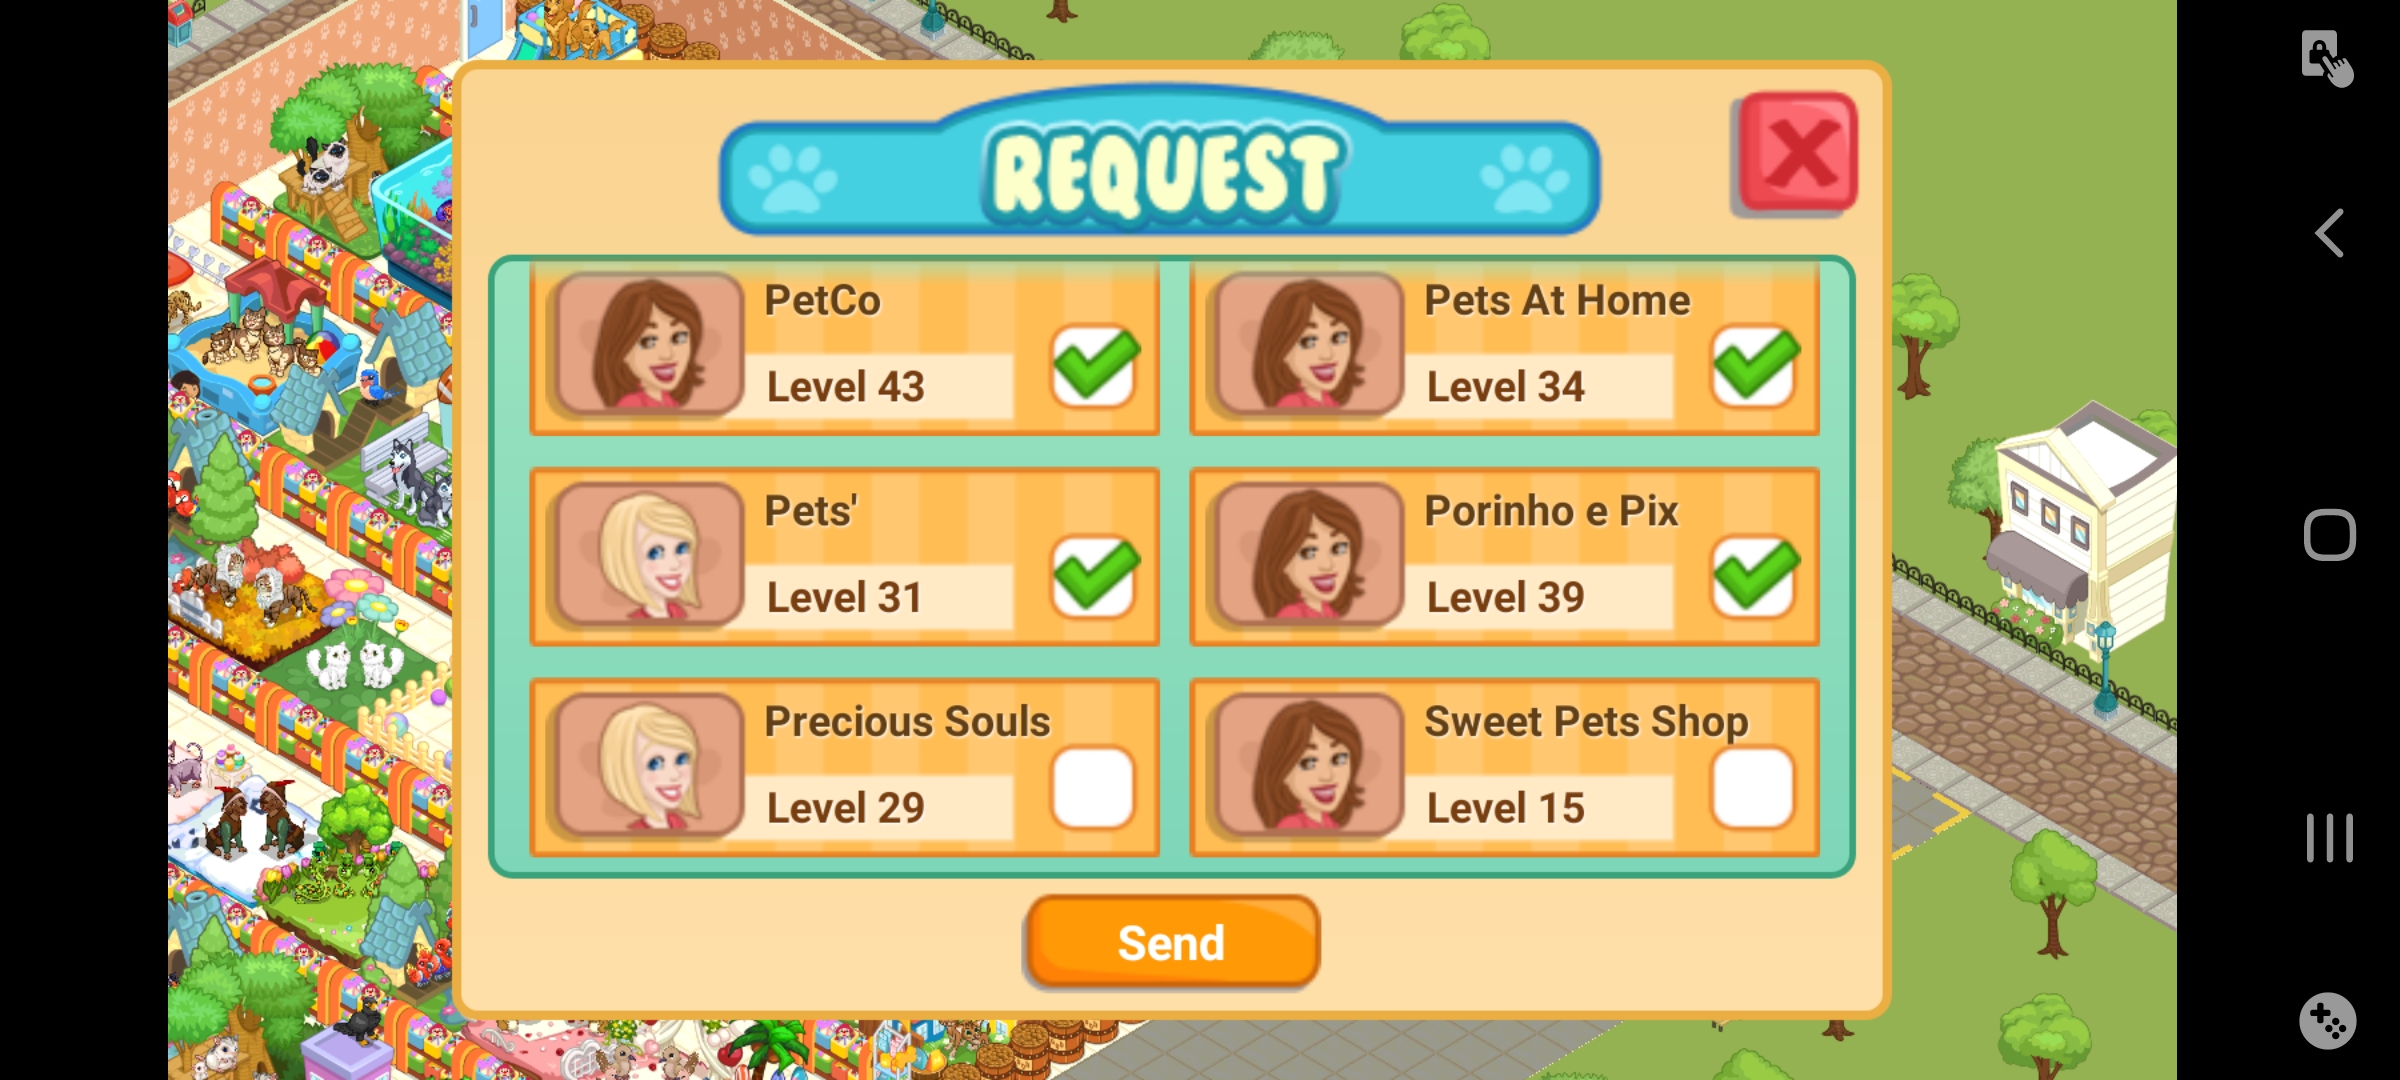 REQUEST
PetCo
Level 43
Pets At Home
Level 34
Pets'
Level 31
Porinho e Pix
Level 39
Precious Souls
Level 29
Sweet Pets Shop
Level 15
Send